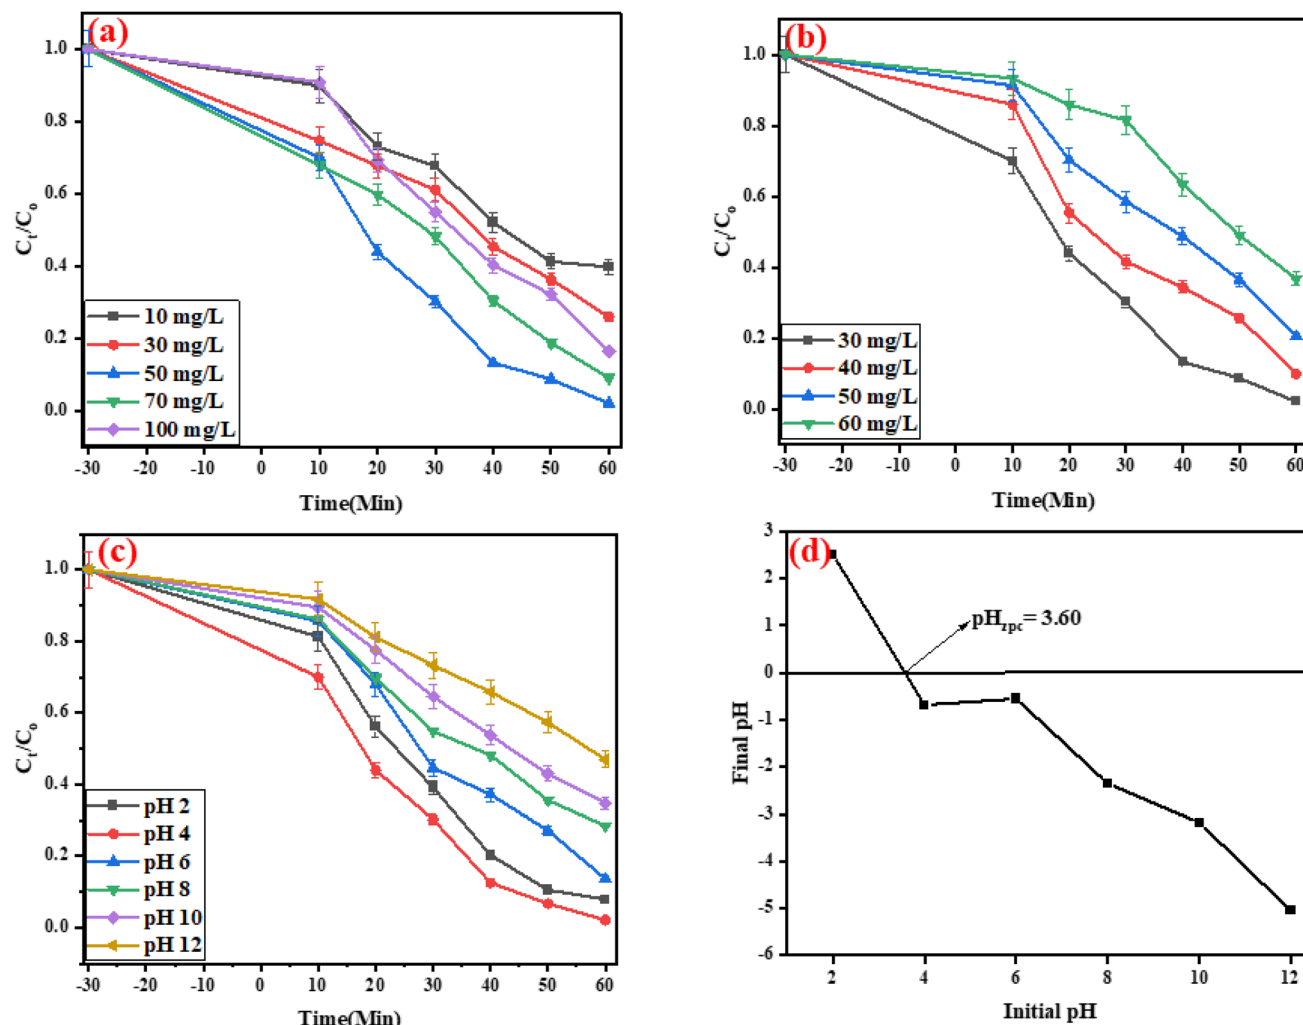 (a)
1.0
0.8
0.6
0.4
0.2
0.0
Ct/Co
10 mg/L
30 mg/L
50 mg/L
70 mg/L
100 mg/L
-30 -20 -10 0 10 20 30 40 50 60
Time(Min)
(b)
1.0
0.8
0.6
0.4
0.2
0.0
Ct/Co
30 mg/L
40 mg/L
50 mg/L
60 mg/L
-30 -20 -10 0 10 20 30 40 50 60
Time(Min)
(c)
1.0
0.8
0.6
0.4
0.2
0.0
Ct/Co
pH 2
pH 4
pH 6
pH 8
pH 10
pH 12
-30 -20 -10 0 10 20 30 40 50 60
Time(Min)
(d)
3
2
1
0
-1
-2
-3
-4
-5
-6
Final pH
pHzpc= 3.60
2 4 6 8 10 12
Initial pH